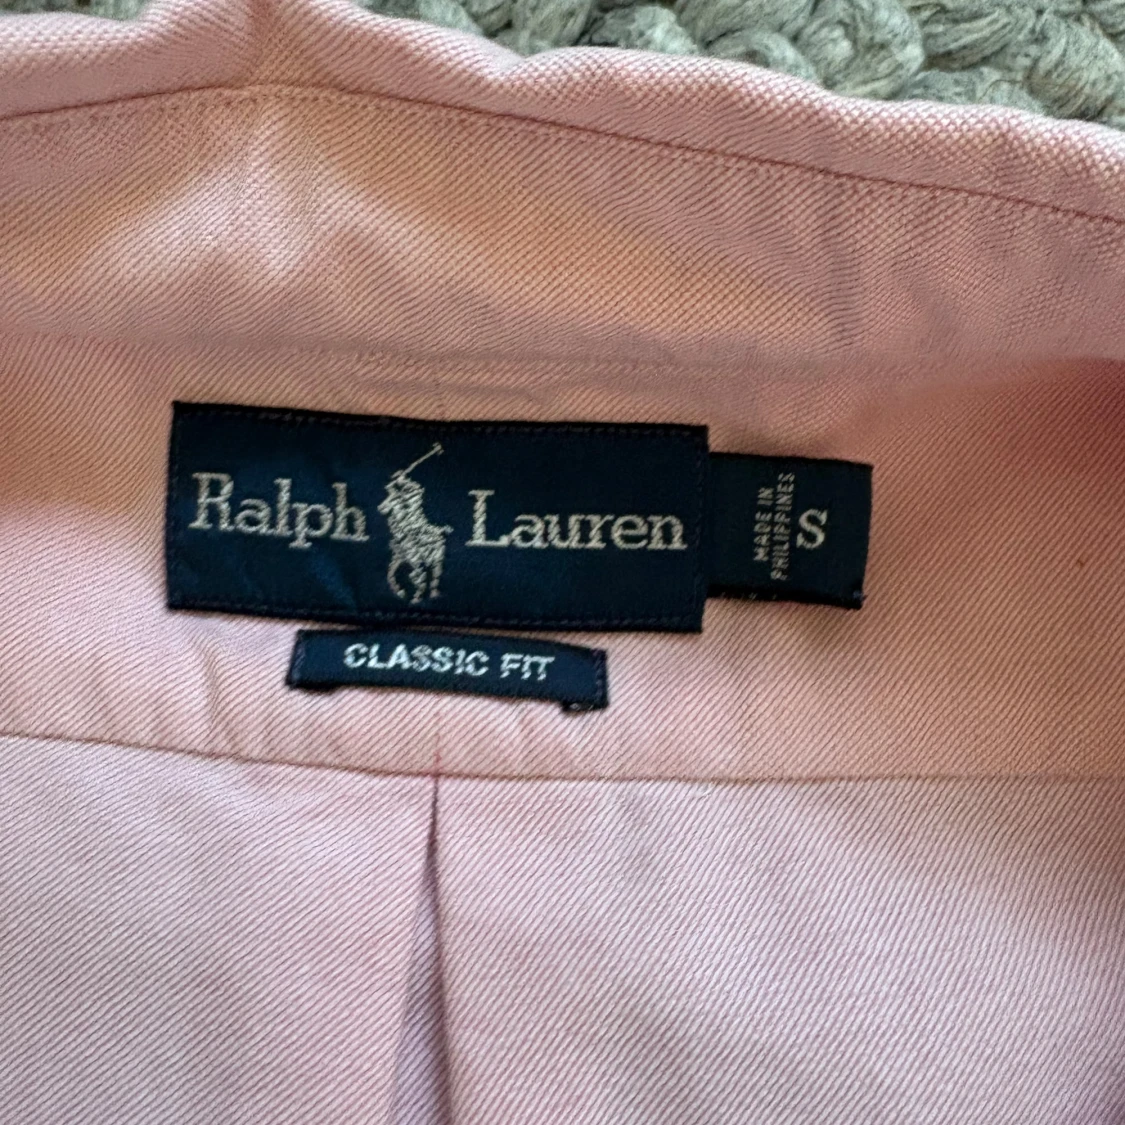 Ralph Lauren
MADE IN
PHILIPPINES
S
CLASSIC FIT